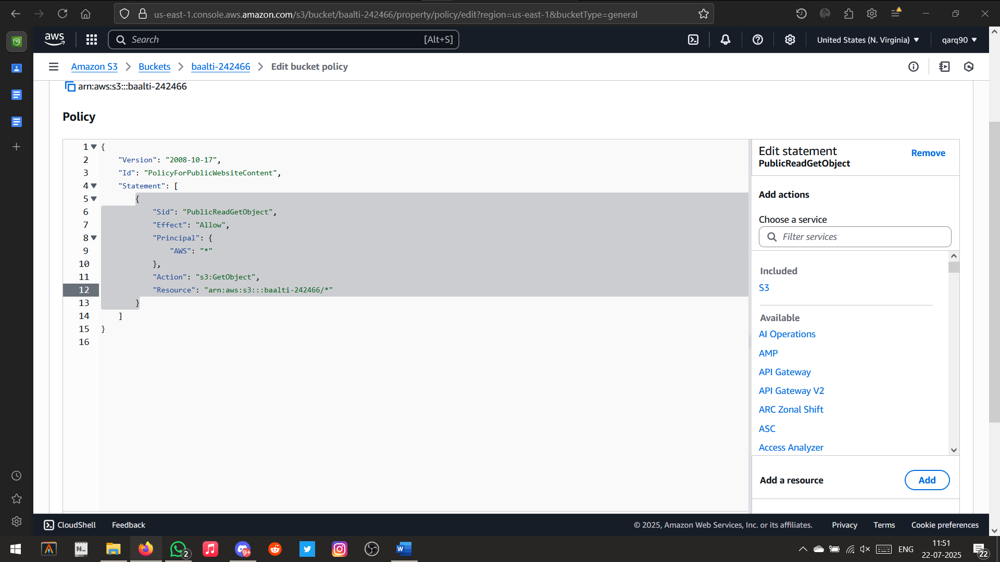 us-east-1.console.aws.amazon.com/s3/bucket/baalti-242466/property/policy/edit?region=us-east-1&bucketType=general
aws
Search [Alt+S]
United States (N. Virginia)
qarq90
Amazon S3
Buckets
baalti-242466
Edit bucket policy
arn:aws:s3:::baalti-242466
Policy
1 {
2 "Version": "2008-10-17",
3 "Id": "PolicyForPublicWebsiteContent",
4 "Statement": [
5 {
6 "Sid": "PublicReadGetObject",
7 "Effect": "Allow",
8 "Principal": {
9 "AWS": "*"
10 },
11 "Action": "s3:GetObject",
12 "Resource": "arn:aws:s3:::baalti-242466/*"
13 }
14 ]
15 }
16
Edit statement
Remove
PublicReadGetObject
Add actions
Choose a service
Filter services
Included
S3
Available
AI Operations
AMP
API Gateway
API Gateway V2
ARC Zonal Shift
ASC
Access Analyzer
Add a resource
Add
CloudShell
Feedback
© 2025, Amazon Web Services, Inc. or its affiliates.
Privacy
Terms
Cookie preferences
N_
2
9+
W
ENG
11:51
22-07-2025
22